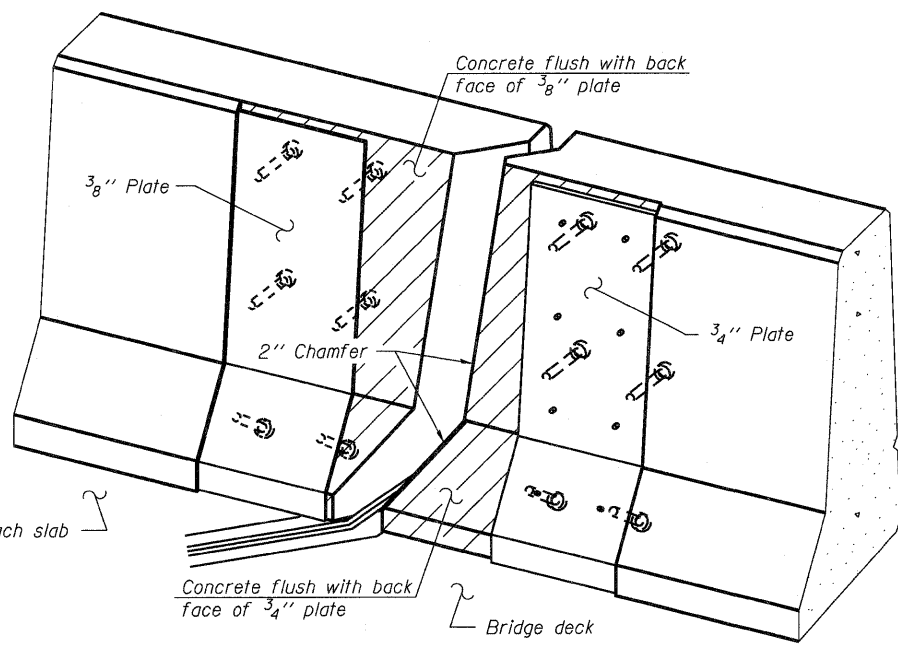 Concrete flush with back
face of 3/8" plate
3/8" Plate
2" Chamfer
3/4" Plate
ach slab
Concrete flush with back
face of 3/4" plate
Bridge deck